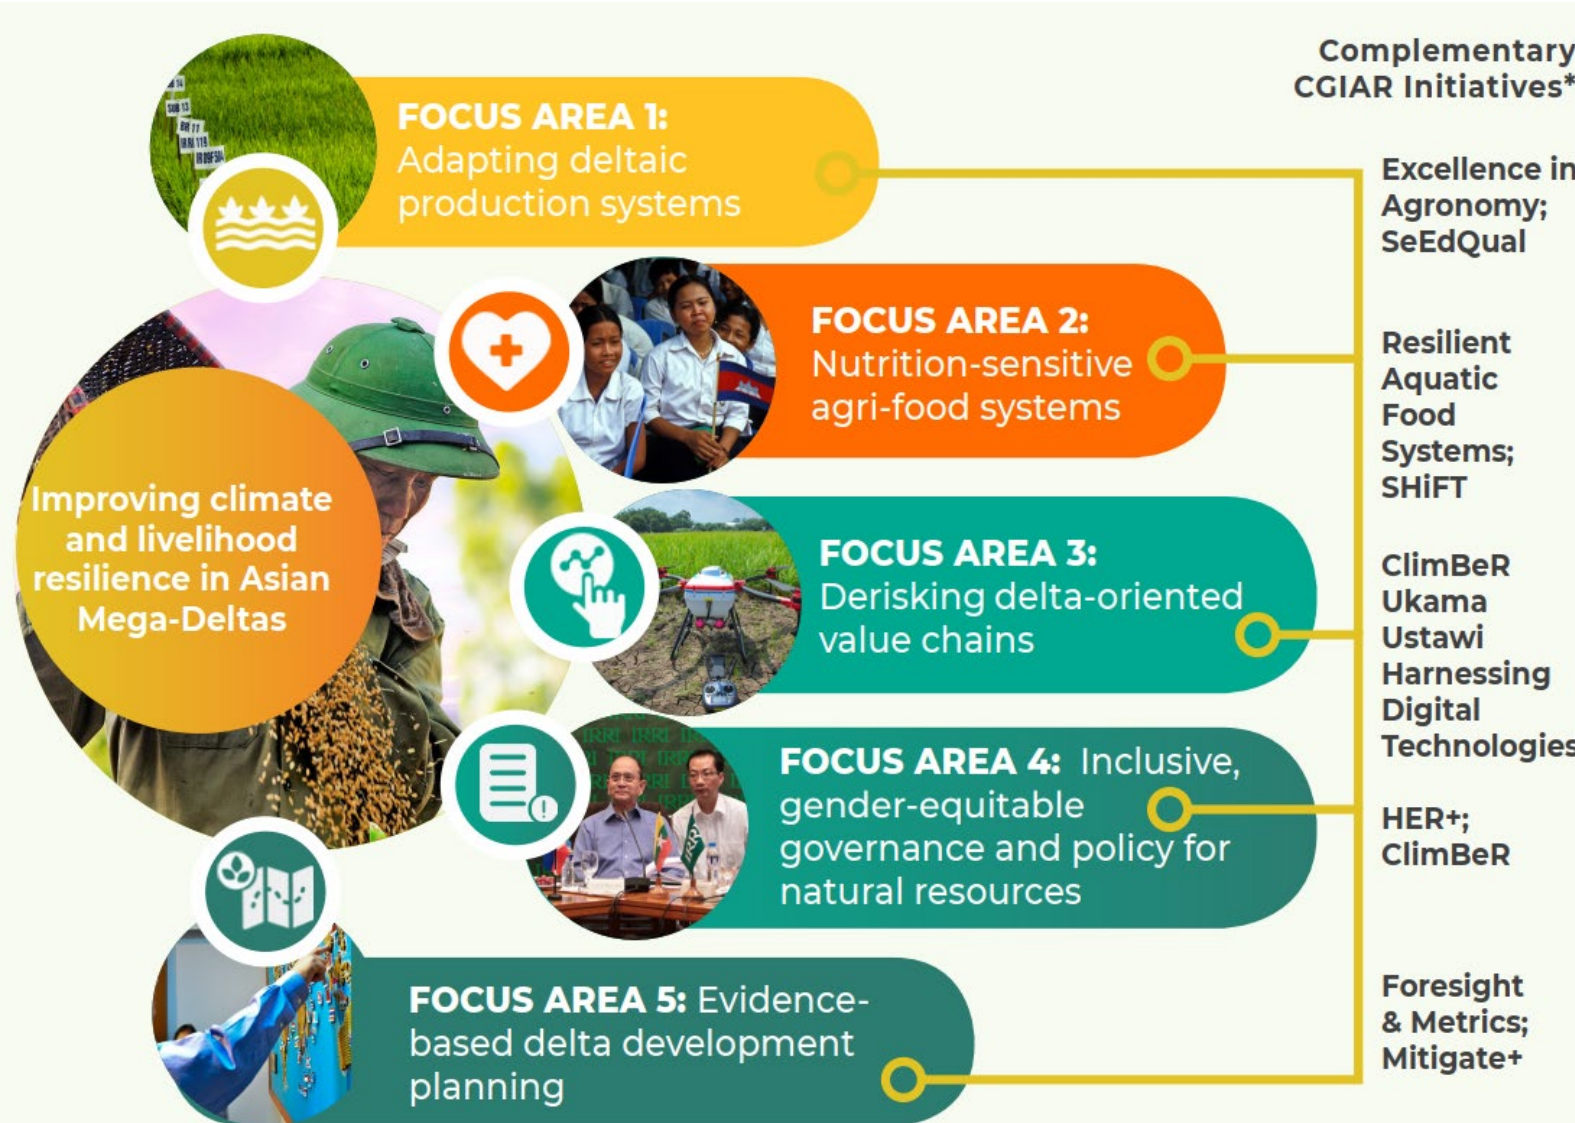 Complementary
CGIAR Initiatives*
FOCUS AREA 1:
Adapting deltaic
production systems
Excellence in
Agronomy;
SeEdQual
FOCUS AREA 2:
Nutrition-sensitive
agri-food systems
Resilient
Aquatic
Food
Systems;
SHiFT
Improving climate
and livelihood
resilience in Asian
Mega-Deltas
FOCUS AREA 3:
Derisking delta-oriented
value chains
ClimBeR
Ukama
Ustawi
Harnessing
Digital
Technologies
FOCUS AREA 4: Inclusive,
gender-equitable
governance and policy for
natural resources
HER+;
ClimBeR
FOCUS AREA 5: Evidence-
based delta development
planning
Foresight
& Metrics;
Mitigate+